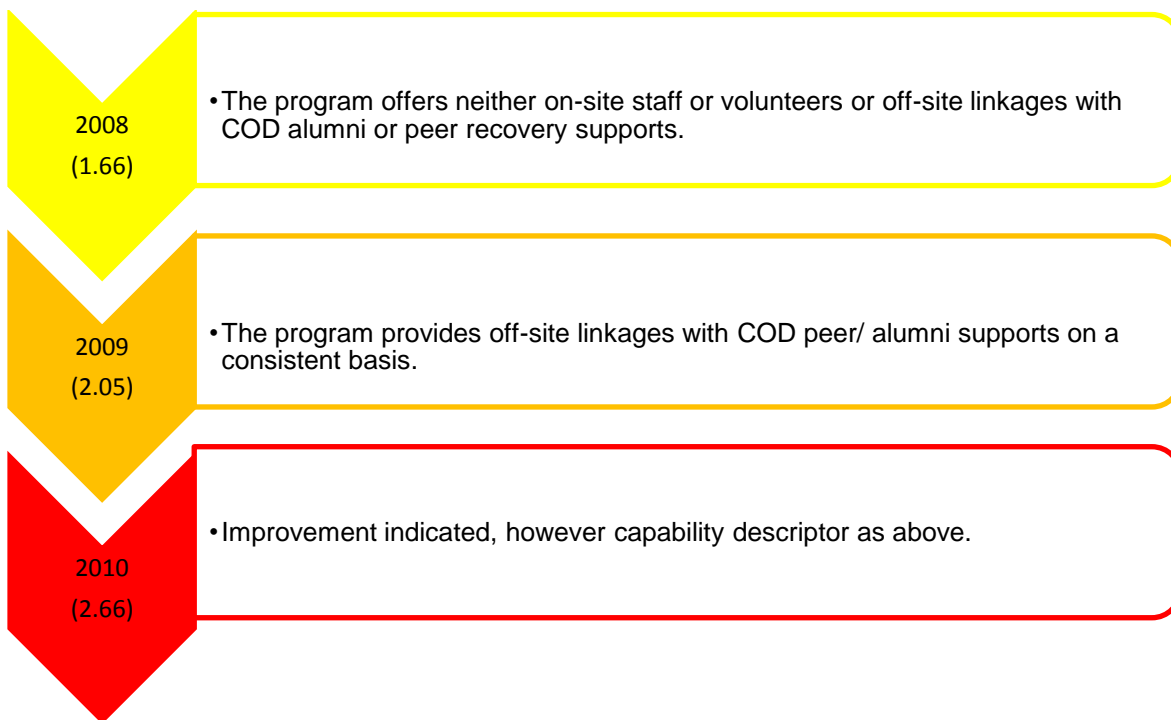 2008
(1.66)
•The program offers neither on-site staff or volunteers or off-site linkages with
COD alumni or peer recovery supports.
2009
(2.05)
•The program provides off-site linkages with COD peer/ alumni supports on a
consistent basis.
2010
(2.66)
•Improvement indicated, however capability descriptor as above.